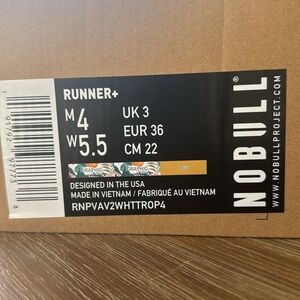 RUNNER+
M 4
W 5.5
UK 3
EUR 36
CM 22
DESIGNED IN THE USA
MADE IN VIETNAM / FABRIQUÉ AU VIETNAM
RNPVAV2WHTTROP4
NOBULL®
WWW.NOBULLPROJECT.COM